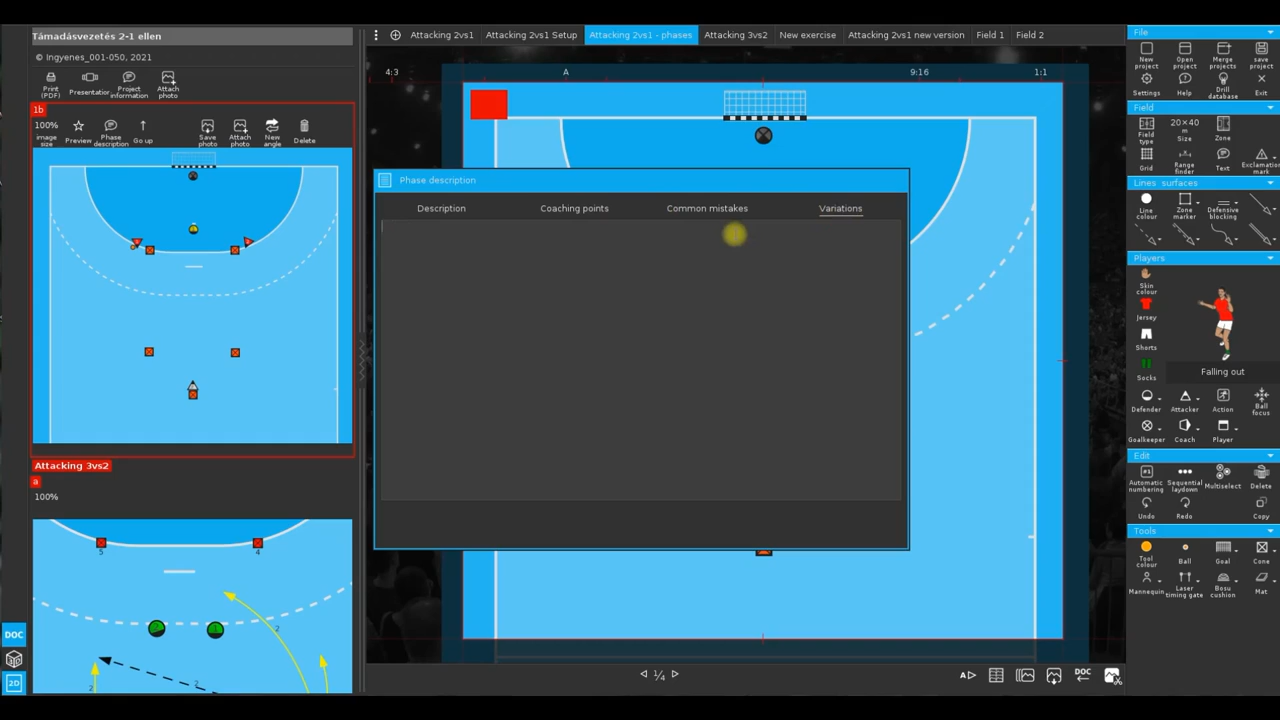 Támadásvezetés 2-1 ellen
© Ingyenes_001-050, 2021
Print (PDF)
Presentation
Project information
Attach photo
1b
100%
image size
Preview
Phase description
Go up
Save photo
Attach photo
New angle
Delete
Attacking 3vs2
a
100%
5
4
2
2
2
DOC
2D
Attacking 2vs1
Attacking 2vs1 Setup
Attacking 2vs1 - phases
Attacking 3vs2
New exercise
Attacking 2vs1 new version
Field 1
Field 2
4:3
A
9:16
1:1
Phase description
Description
Coaching points
Common mistakes
Variations
1/4
A
DOC
File
New project
Open project
Merge projects
save project
Settings
Help
Drill database
Exit
Field
Field type
20×40 m
Size
Zone
Grid
Range finder
Text
Exclamation mark
Lines surfaces
Line colour
Zone marker
Defensive blocking
Players
Skin colour
Jersey
Shorts
Socks
Falling out
Defender
Attacker
Action
Ball focus
Goalkeeper
Coach
Player
Edit
#1
Automatic numbering
Sequential laydown
Multiselect
Delete
Undo
Redo
Copy
Tools
Tool colour
Ball
Goal
Cone
Mannequin
Laser timing gate
Bosu cushion
Mat